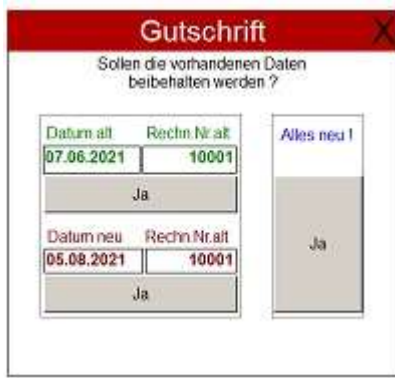 Gutschrift X
Sollen die vorhandenen Daten
beibehalten werden ?
Datum alt Rechn.Nr.alt
07.06.2021 10001
Ja
Datum neu Rechn.Nr.alt
05.08.2021 10001
Ja
Alles neu !
Ja